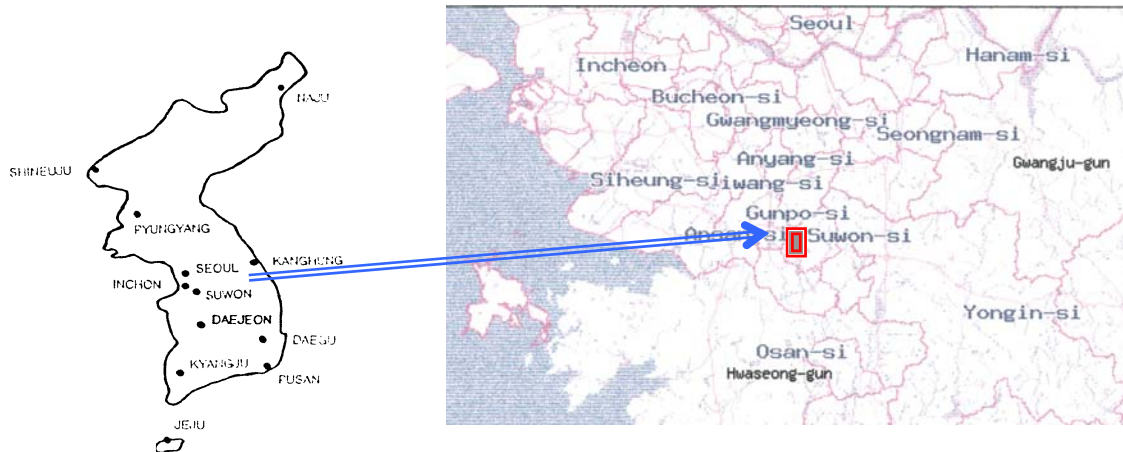 NAJU
SHINEUJU
PYUNGYANG
SEOUL
KANGHUNG
INCHON
SUWON
DAEJEON
DAEGU
KYANGJU
PUSAN
JEJU
Seoul
Hanam-si
Incheon
Bucheon-si
Gwangmyeong-si
Seongnam-si
Anyang-si
Gwangju-gun
Siheung-si
iwang-si
Gunpo-si
Suwon-si
Yongin-si
Osan-si
Hwaseong-gun